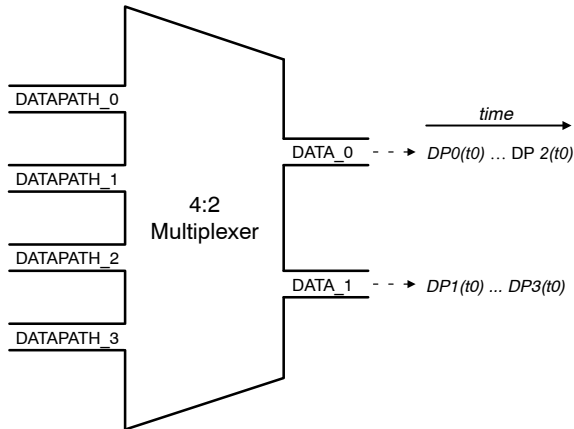 DATAPATH_0
DATAPATH_1
DATAPATH_2
DATAPATH_3
4:2
Multiplexer
DATA_0
DATA_1
time
DP0(t0) … DP 2(t0)
DP1(t0) ... DP3(t0)